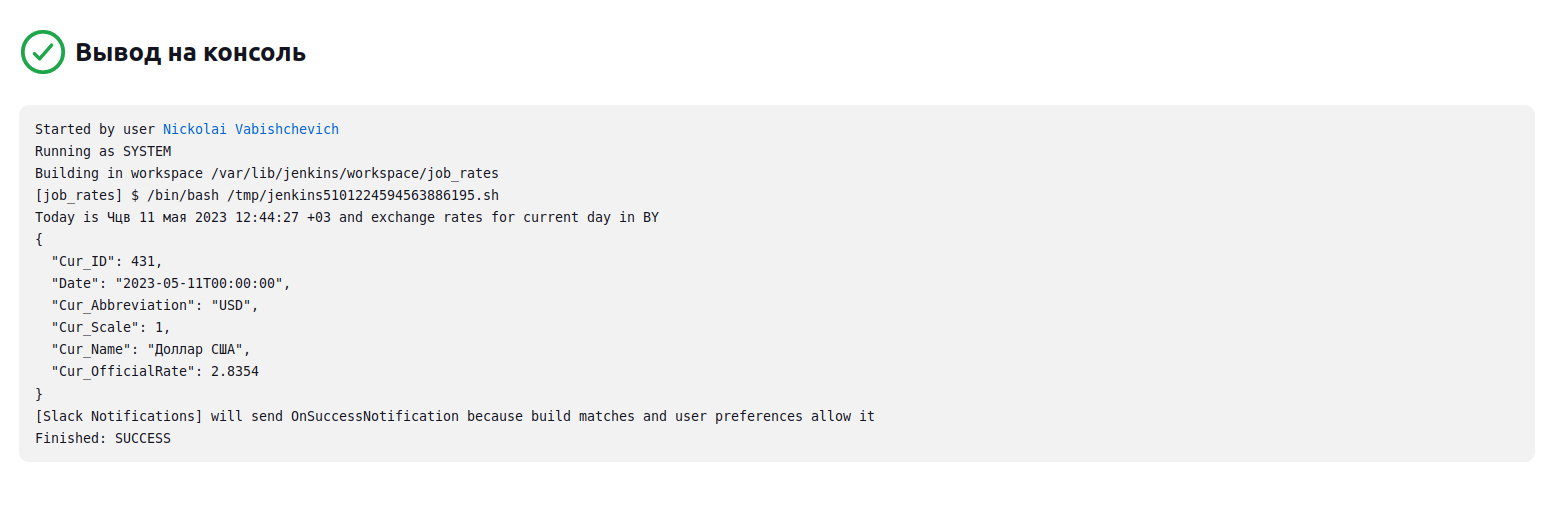 Вывод на консоль
Started by user Nickolai Vabishchevich
Running as SYSTEM
Building in workspace /var/lib/jenkins/workspace/job_rates
[job_rates] $ /bin/bash /tmp/jenkins5101224594563886195.sh
Today is Чцв 11 мая 2023 12:44:27 +03 and exchange rates for current day in BY
{
  "Cur_ID": 431,
  "Date": "2023-05-11T00:00:00",
  "Cur_Abbreviation": "USD",
  "Cur_Scale": 1,
  "Cur_Name": "Доллар США",
  "Cur_OfficialRate": 2.8354
}
[Slack Notifications] will send OnSuccessNotification because build matches and user preferences allow it
Finished: SUCCESS